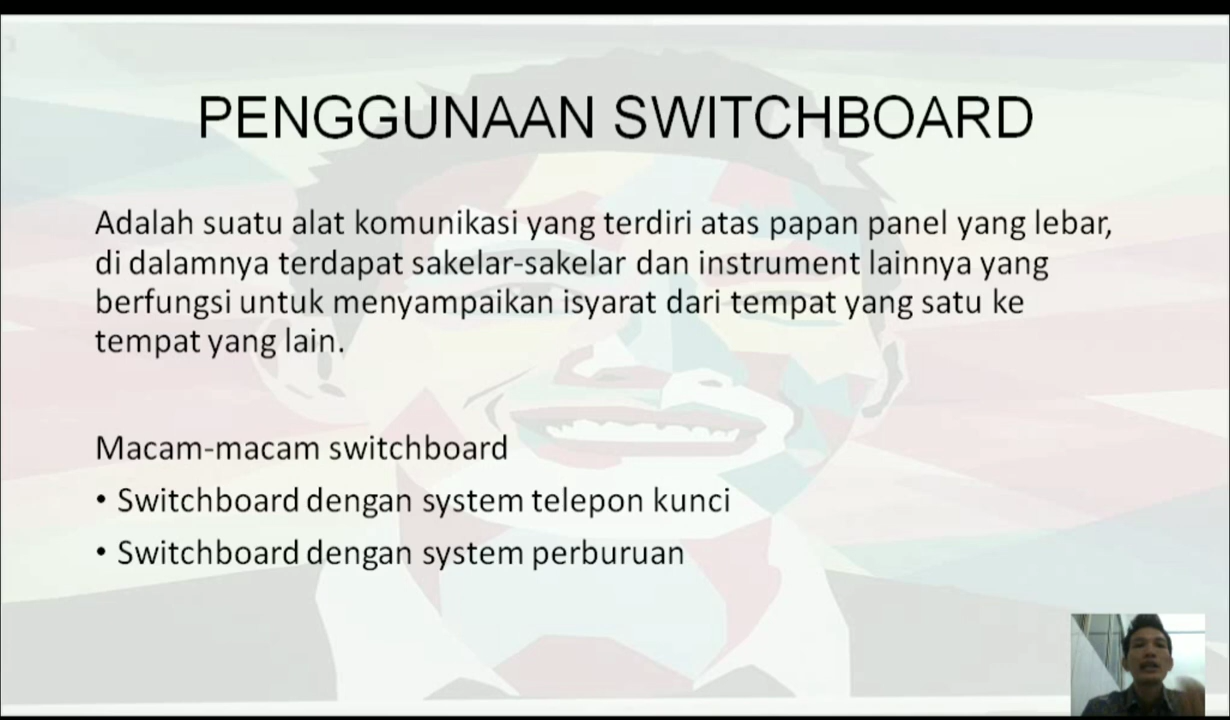 PENGGUNAAN SWITCHBOARD
Adalah suatu alat komunikasi yang terdiri atas papan panel yang lebar,
di dalamnya terdapat sakelar-sakelar dan instrument lainnya yang
berfungsi untuk menyampaikan isyarat dari tempat yang satu ke
tempat yang lain.
Macam-macam switchboard
• Switchboard dengan system telepon kunci
• Switchboard dengan system perburuan